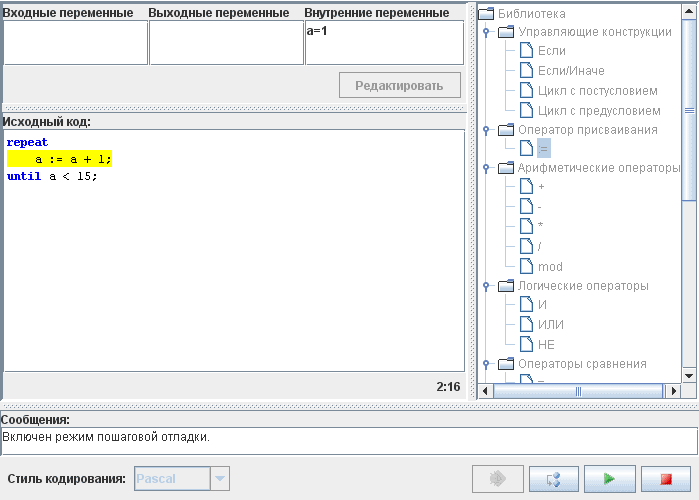 Входные переменные
Выходные переменные
Внутренние переменные
a=1
Редактировать
Исходный код:
repeat
a := a + 1;
until a < 15;
2:16
Библиотека
Управляющие конструкции
Если
Если/Иначе
Цикл с постусловием
Цикл с предусловием
Оператор присваивания
:=
Арифметические операторы
+
-
*
/
mod
Логические операторы
И
ИЛИ
НЕ
Операторы сравнения
Сообщения:
Включен режим пошаговой отладки.
Стиль кодирования:
Pascal